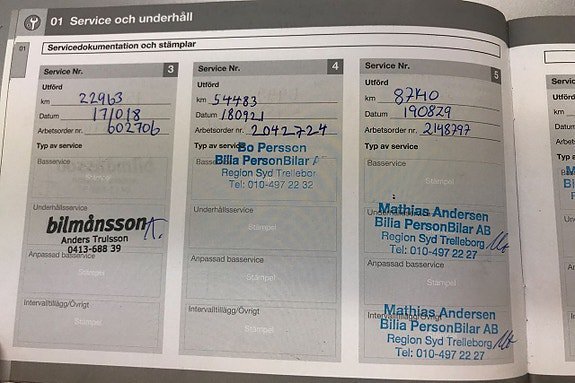 01 Service och underhåll
01
Servicedokumentation och stämplar
Service Nr. 3
Utförd
km 22963
Datum 171018
Arbetsorder nr. 602706
Typ av service
Basservice
Stämpel
Underhållsservice
bilmånsson
Anders Trulsson
0413-688 39
Anpassad basservice
Stämpel
Intervalltillägg/Övrigt
Stämpel
Service Nr. 4
Utförd
km 54483
Datum 180921
Arbetsorder nr. 2042724
Typ av service
Bo Persson
Basservice
Bilia PersonBilar
Region Syd Trelleborg
Tel: 010-497 22 32
Underhållsservice
Stämpel
Anpassad basservice
Stämpel
Intervalltillägg/Övrigt
Stämpel
Service Nr. 5
Utförd
km 87140
Datum 190829
Arbetsorder nr. 2148797
Typ av service
Basservice
Stämpel
Mathias Andersen
Underhållsservice
Bilia PersonBilar AB
Region Syd Trelleborg
Tel: 010-497 22 27
Anpassad basservice
Stämpel
Mathias Andersen
Intervalltillägg/Övrigt
Bilia PersonBilar AB
Region Syd Trelleborg
Tel: 010-497 22 27